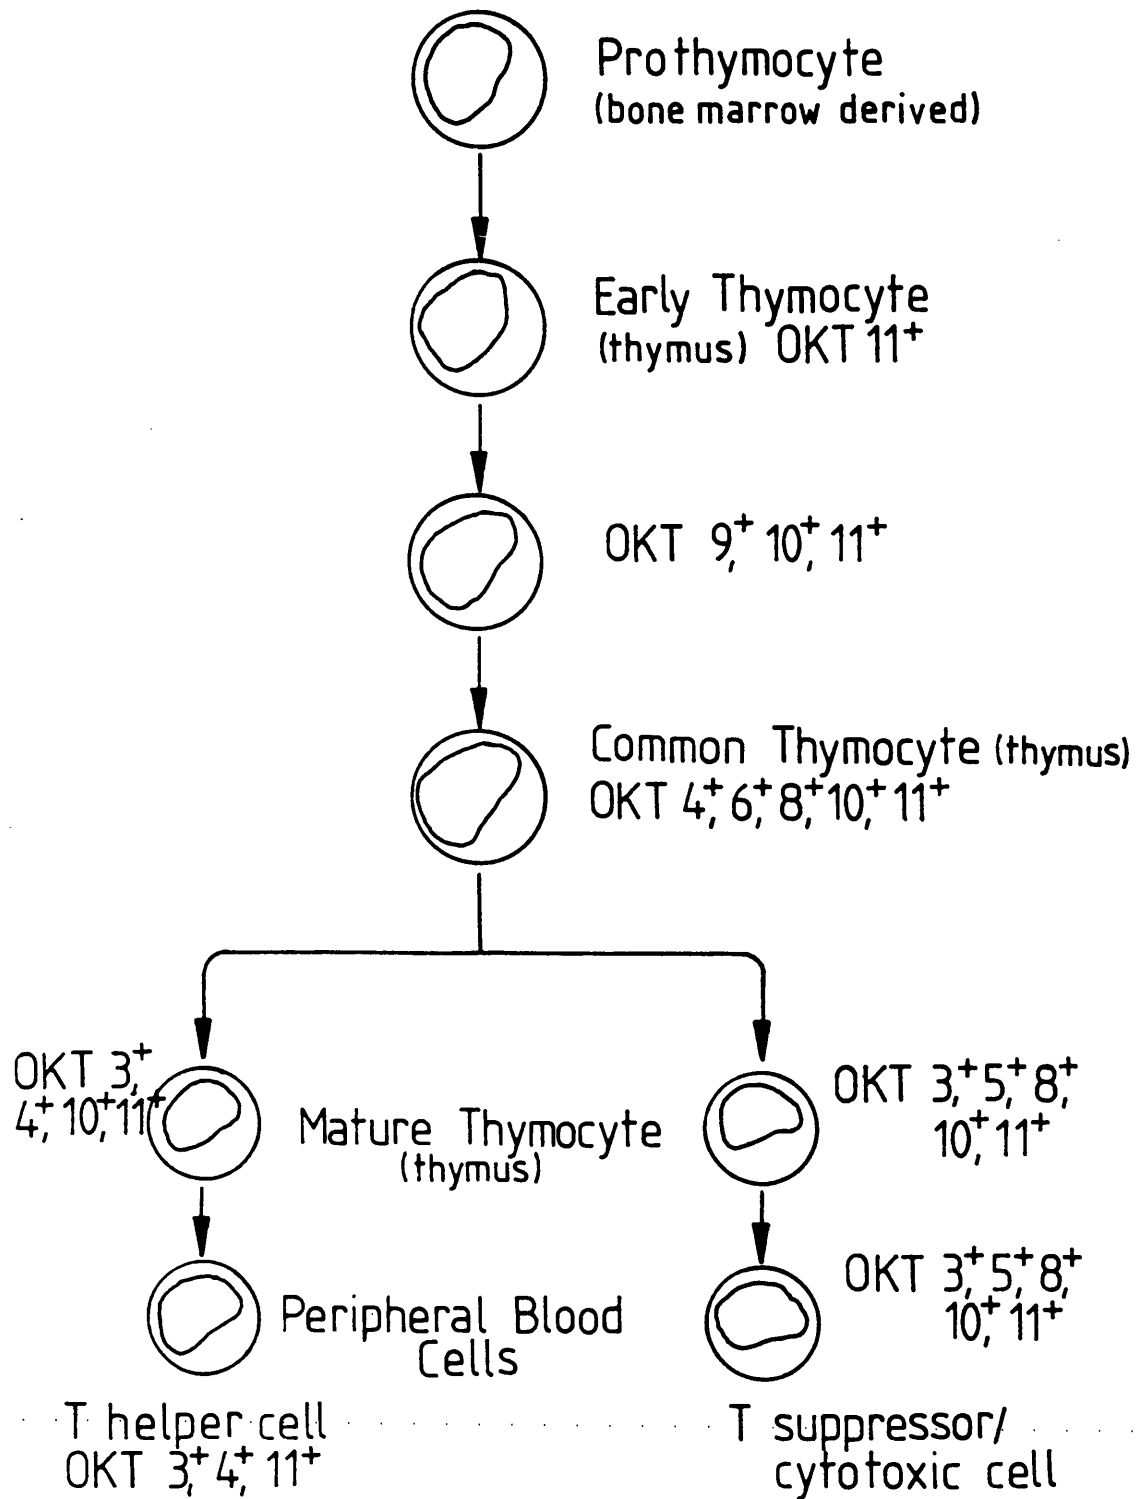 Prothymocyte
(bone marrow derived)
Early Thymocyte
(thymus) OKT 11⁺
OKT 9⁺, 10⁺, 11⁺
Common Thymocyte (thymus)
OKT 4⁺, 6⁺, 8⁺, 10⁺, 11⁺
OKT 3⁺,
4⁺, 10⁺, 11⁺
Mature Thymocyte
(thymus)
OKT 3⁺, 5⁺, 8⁺,
10⁺, 11⁺
Peripheral Blood
Cells
OKT 3⁺, 5⁺, 8⁺,
10⁺, 11⁺
T helper cell
OKT 3⁺, 4⁺, 11⁺
T suppressor/
cytotoxic cell